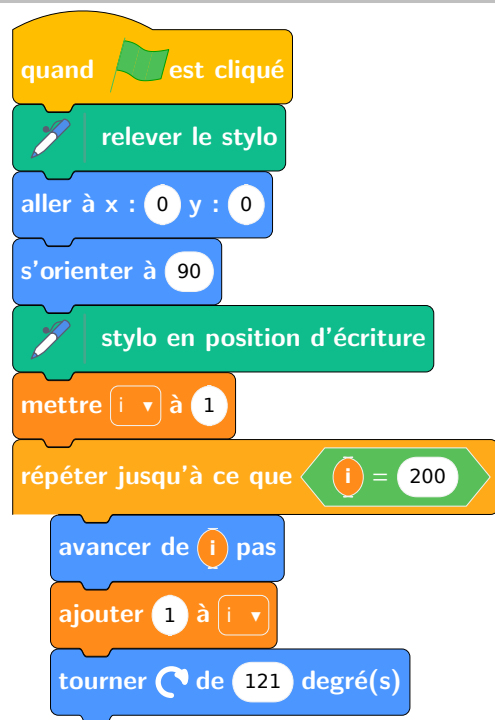 quand est cliqué
relever le stylo
aller à x : 0 y : 0
s'orienter à 90
stylo en position d'écriture
mettre i à 1
répéter jusqu'à ce que i = 200
avancer de i pas
ajouter 1 à i
tourner de 121 degré(s)